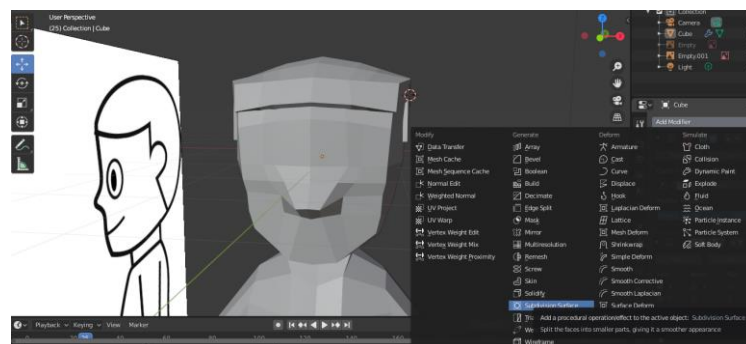 User Perspective
(25) Collection | Cube
Collection
Camera
Cube
Empty
Empty.001
Light
Cube
Add Modifier
Modify
Data Transfer
Mesh Cache
Mesh Sequence Cache
Normal Edit
Weighted Normal
UV Project
UV Warp
Vertex Weight Edit
Vertex Weight Mix
Vertex Weight Proximity
Generate
Array
Bevel
Boolean
Build
Decimate
Edge Split
Mask
Mirror
Multiresolution
Remesh
Screw
Skin
Solidify
Subdivision Surface
Wireframe
Deform
Armature
Cast
Curve
Displace
Hook
Laplacian Deform
Lattice
Mesh Deform
Shrinkwrap
Simple Deform
Smooth
Smooth Corrective
Smooth Laplacian
Surface Deform
Simulate
Cloth
Collision
Dynamic Paint
Explode
Fluid
Ocean
Particle Instance
Particle System
Soft Body
Add a procedural operation/effect to the active object: Subdivision Surface
Split the faces into smaller parts, giving it a smoother appearance
Playback Keying View Marker